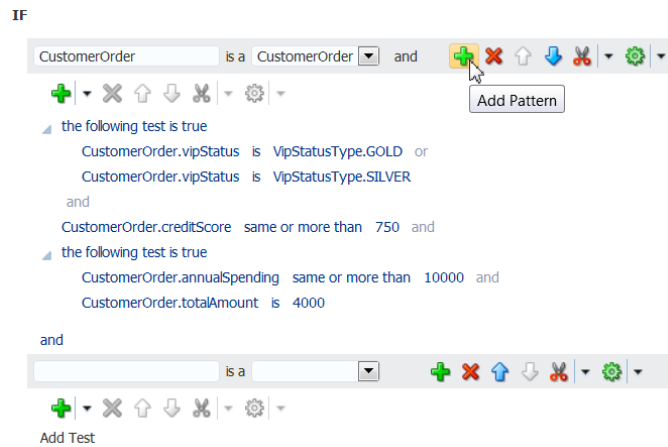 IF
CustomerOrder is a CustomerOrder and
Add Pattern
the following test is true
CustomerOrder.vipStatus is VipStatusType.GOLD or
CustomerOrder.vipStatus is VipStatusType.SILVER
and
CustomerOrder.creditScore same or more than 750 and
the following test is true
CustomerOrder.annualSpending same or more than 10000 and
CustomerOrder.totalAmount is 4000
and
is a
Add Test